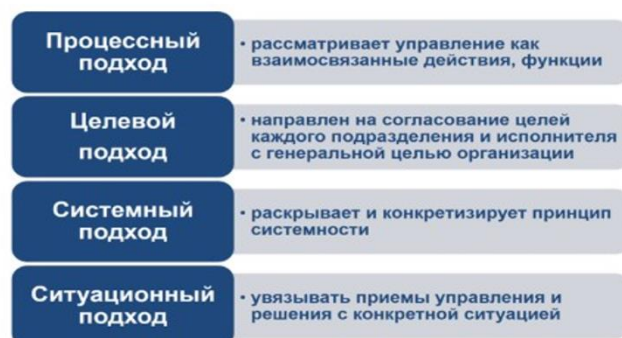 Процессный
подход
• рассматривает управление как
взаимосвязанные действия, функции
Целевой
подход
• направлен на согласование целей
каждого подразделения и исполнителя
с генеральной целью организации
Системный
подход
• раскрывает и конкретизирует принцип
системности
Ситуационный
подход
• увязывать приемы управления и
решения с конкретной ситуацией